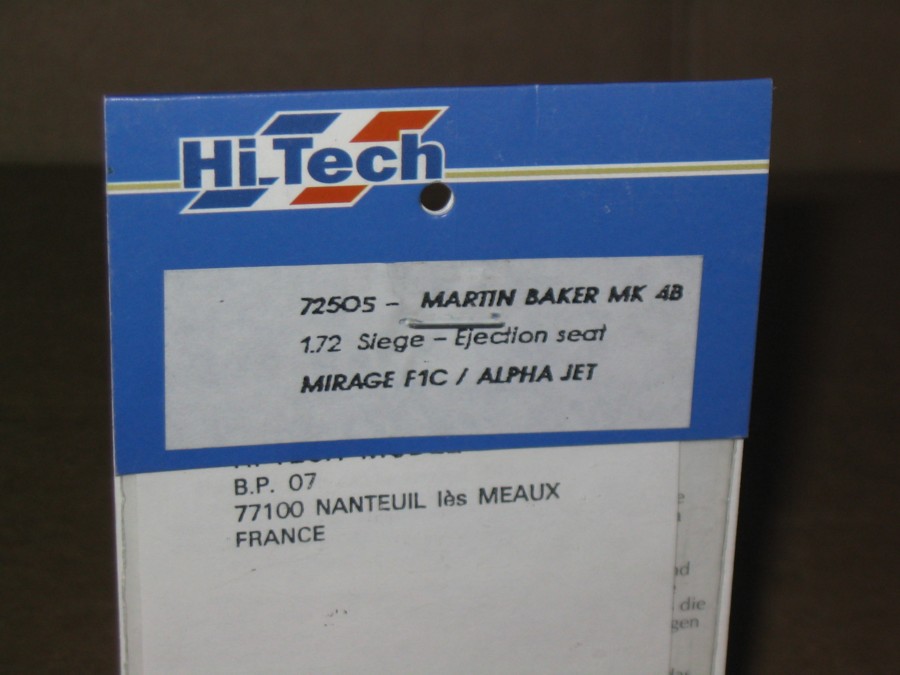 Hi Tech
72505 - MARTIN BAKER MK 4B
1.72 Siege - Ejection seat
MIRAGE F1C / ALPHA JET
B.P. 07
77100 NANTEUIL lès MEAUX
FRANCE
die